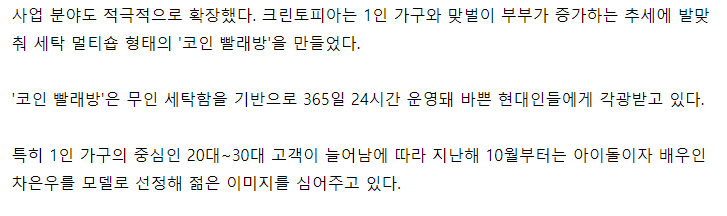 사업 분야도 적극적으로 확장했다. 크린토피아는 1인 가구와 맞벌이 부부가 증가하는 추세에 발맞
춰 세탁 멀티숍 형태의 '코인 빨래방'을 만들었다.
'코인 빨래방'은 무인 세탁함을 기반으로 365일 24시간 운영돼 바쁜 현대인들에게 각광받고 있다.
특히 1인 가구의 중심인 20대~30대 고객이 늘어남에 따라 지난해 10월부터는 아이돌이자 배우인
차은우를 모델로 선정해 젊은 이미지를 심어주고 있다.